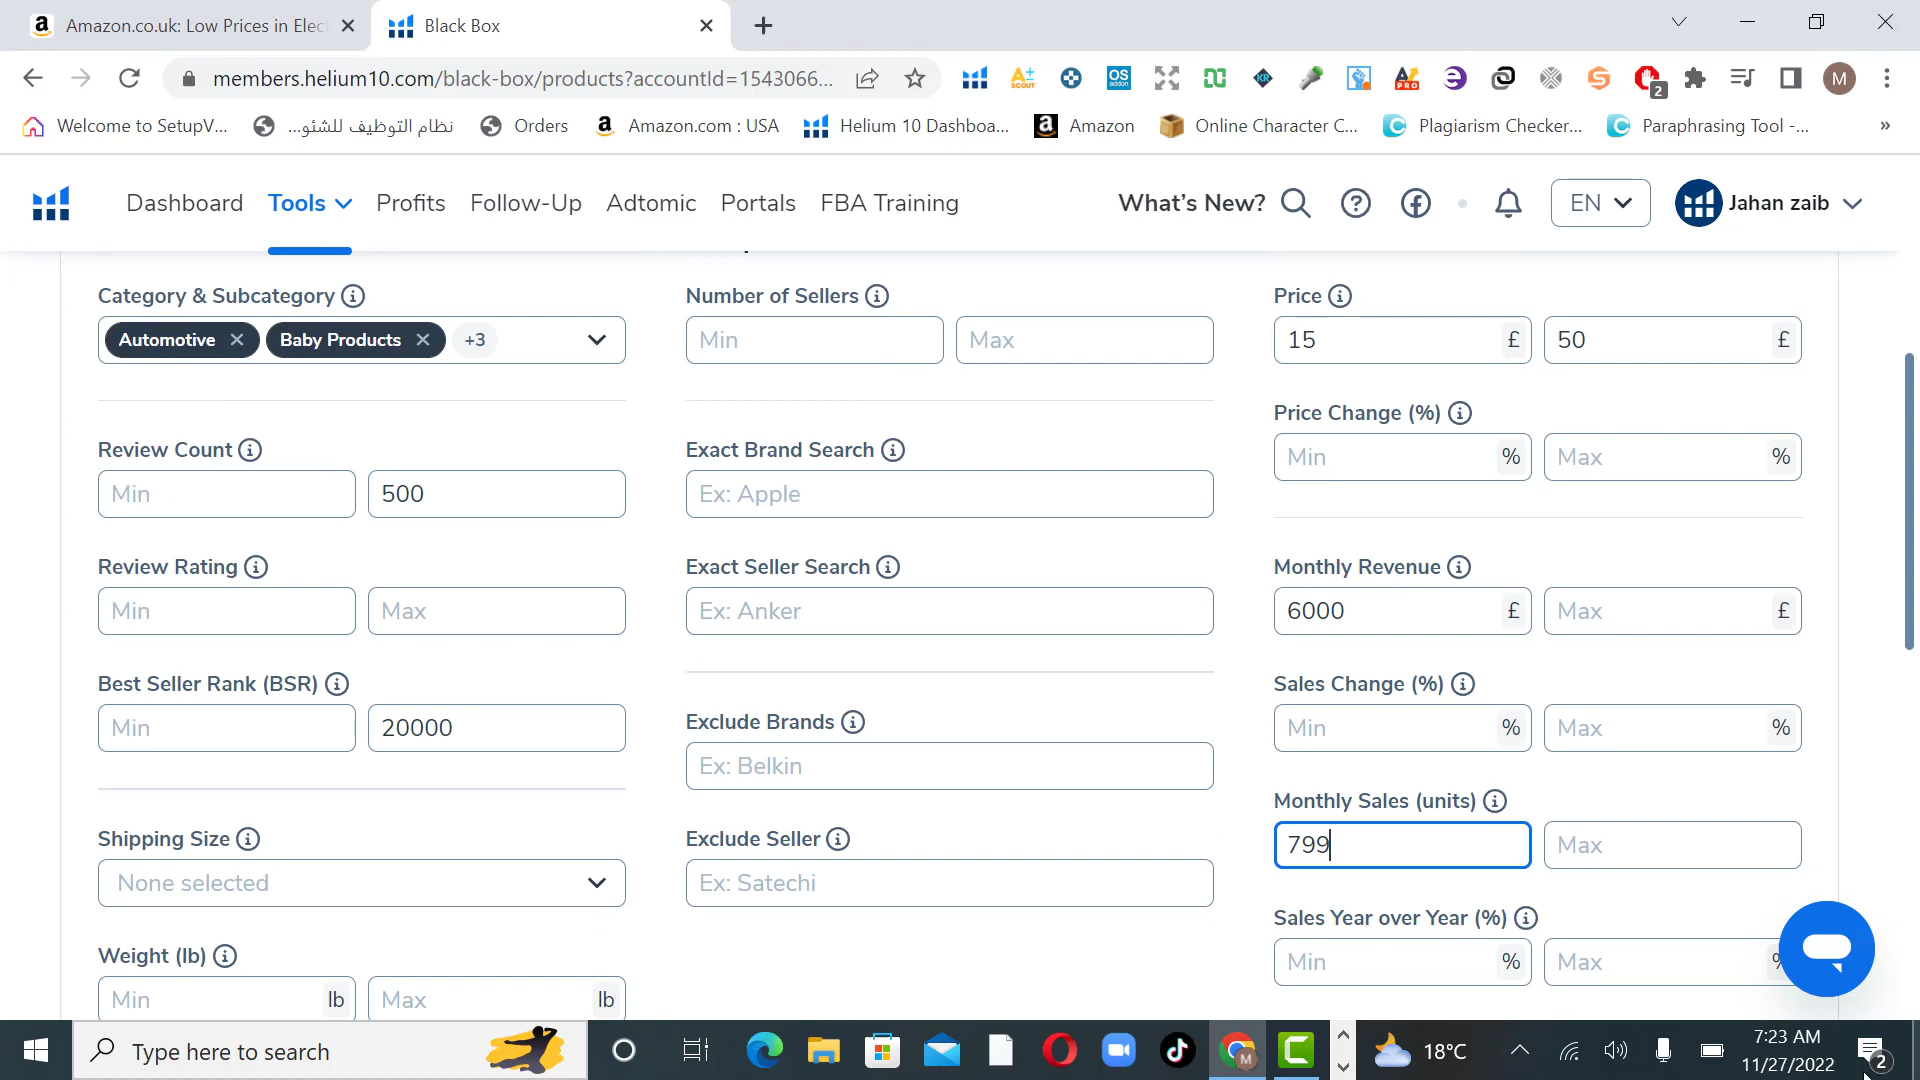 Amazon.co.uk: Low Prices in Elec
Black Box
members.helium10.com/black-box/products?accountId=1543066...
2
M
Welcome to SetupV...
نظام التوظيف للشئو...
Orders
Amazon.com : USA
Helium 10 Dashboa...
Amazon
Online Character C...
Plagiarism Checker...
Paraphrasing Tool -...
»
Dashboard
Tools
Profits
Follow-Up
Adtomic
Portals
FBA Training
What's New?
EN
Jahan zaib
Category & Subcategory
Number of Sellers
Price
Automotive
Baby Products
+3
Min
Max
15 £
50 £
Price Change (%)
Min %
Max %
Review Count
Exact Brand Search
Min
500
Ex: Apple
Review Rating
Exact Seller Search
Monthly Revenue
Min
Max
Ex: Anker
6000 £
Max £
Best Seller Rank (BSR)
Sales Change (%)
Min
20000
Exclude Brands
Min %
Max %
Ex: Belkin
Monthly Sales (units)
Shipping Size
Exclude Seller
799
Max
None selected
Ex: Satechi
Sales Year over Year (%)
Weight (lb)
Min %
Max %
Min lb
Max lb
Type here to search
18°C
7:23 AM
11/27/2022
2